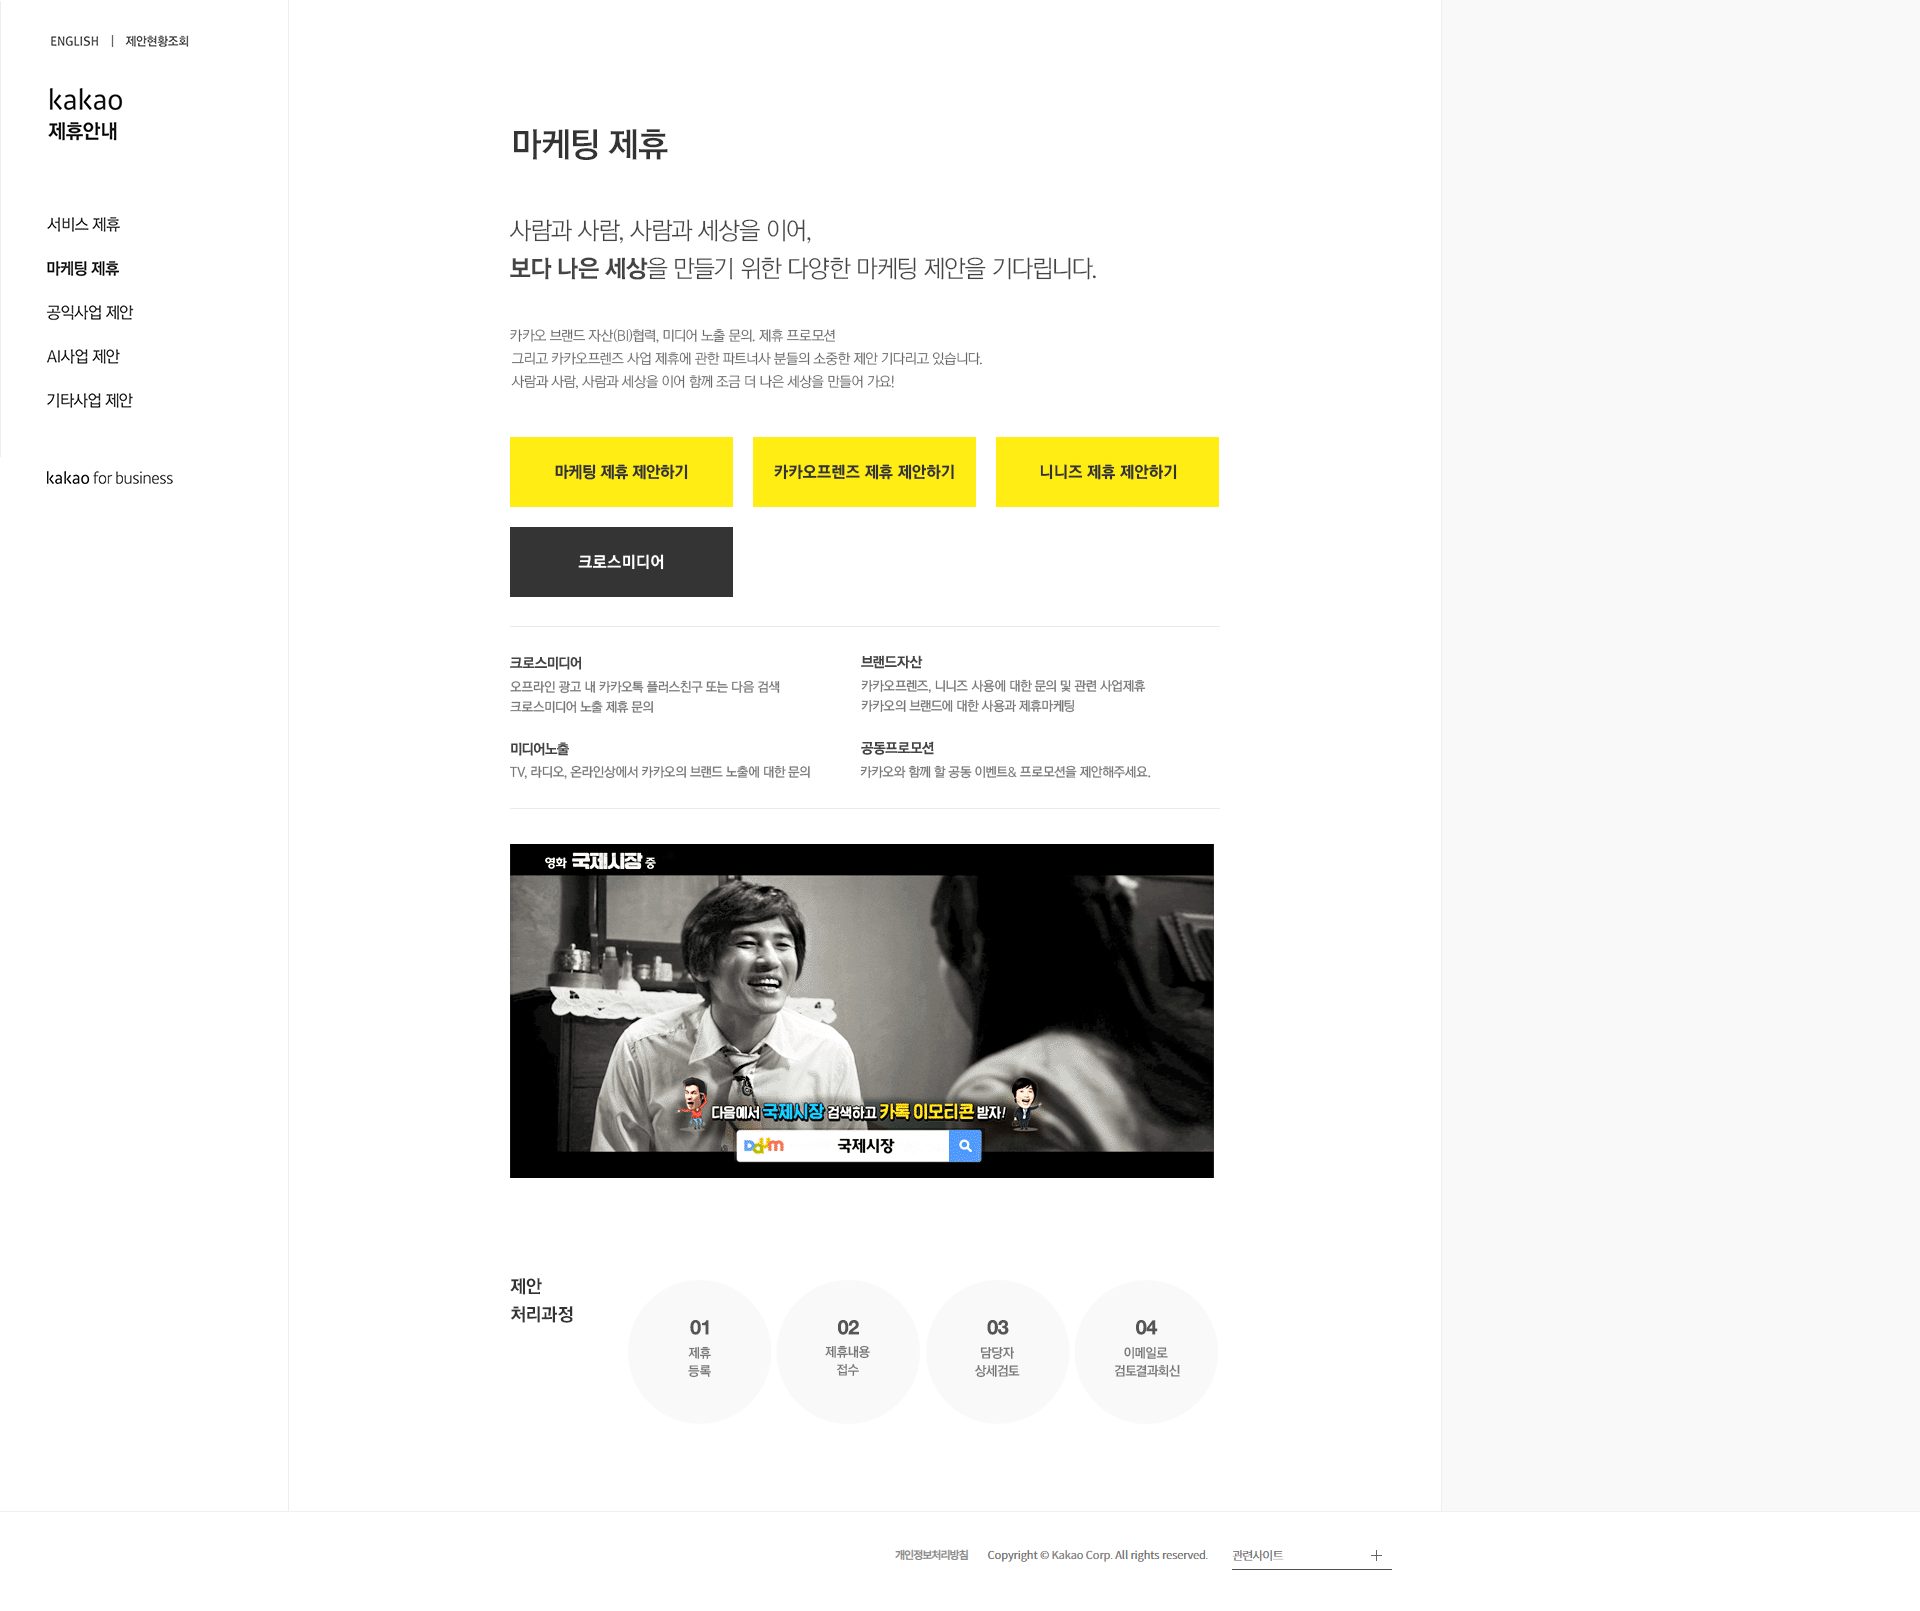 ENGLISH | 제안현황조회
kakao
제휴안내
서비스 제휴
마케팅 제휴
공익사업 제안
AI사업 제안
기타사업 제안
kakao for business
마케팅 제휴
사람과 사람, 사람과 세상을 이어,
보다 나은 세상을 만들기 위한 다양한 마케팅 제안을 기다립니다.
카카오 브랜드 자산(BI)협력, 미디어 노출 문의. 제휴 프로모션
그리고 카카오프렌즈 사업 제휴에 관한 파트너사 분들의 소중한 제안 기다리고 있습니다.
사람과 사람, 사람과 세상을 이어 함께 조금 더 나은 세상을 만들어 가요!
마케팅 제휴 제안하기
카카오프렌즈 제휴 제안하기
니니즈 제휴 제안하기
크로스미디어
크로스미디어
오프라인 광고 내 카카오톡 플러스친구 또는 다음 검색
크로스미디어 노출 제휴 문의
브랜드자산
카카오프렌즈, 니니즈 사용에 대한 문의 및 관련 사업제휴
카카오의 브랜드에 대한 사용과 제휴마케팅
미디어노출
TV, 라디오, 온라인상에서 카카오의 브랜드 노출에 대한 문의
공동프로모션
카카오와 함께 할 공동 이벤트& 프로모션을 제안해주세요.
영화 국제시장 중
다음에서 국제시장 검색하고 카톡 이모티콘 받자!
Daum 국제시장
제안
처리과정
01
제휴
등록
02
제휴내용
접수
03
담당자
상세검토
04
이메일로
검토결과회신
개인정보처리방침 Copyright © Kakao Corp. All rights reserved. 관련사이트